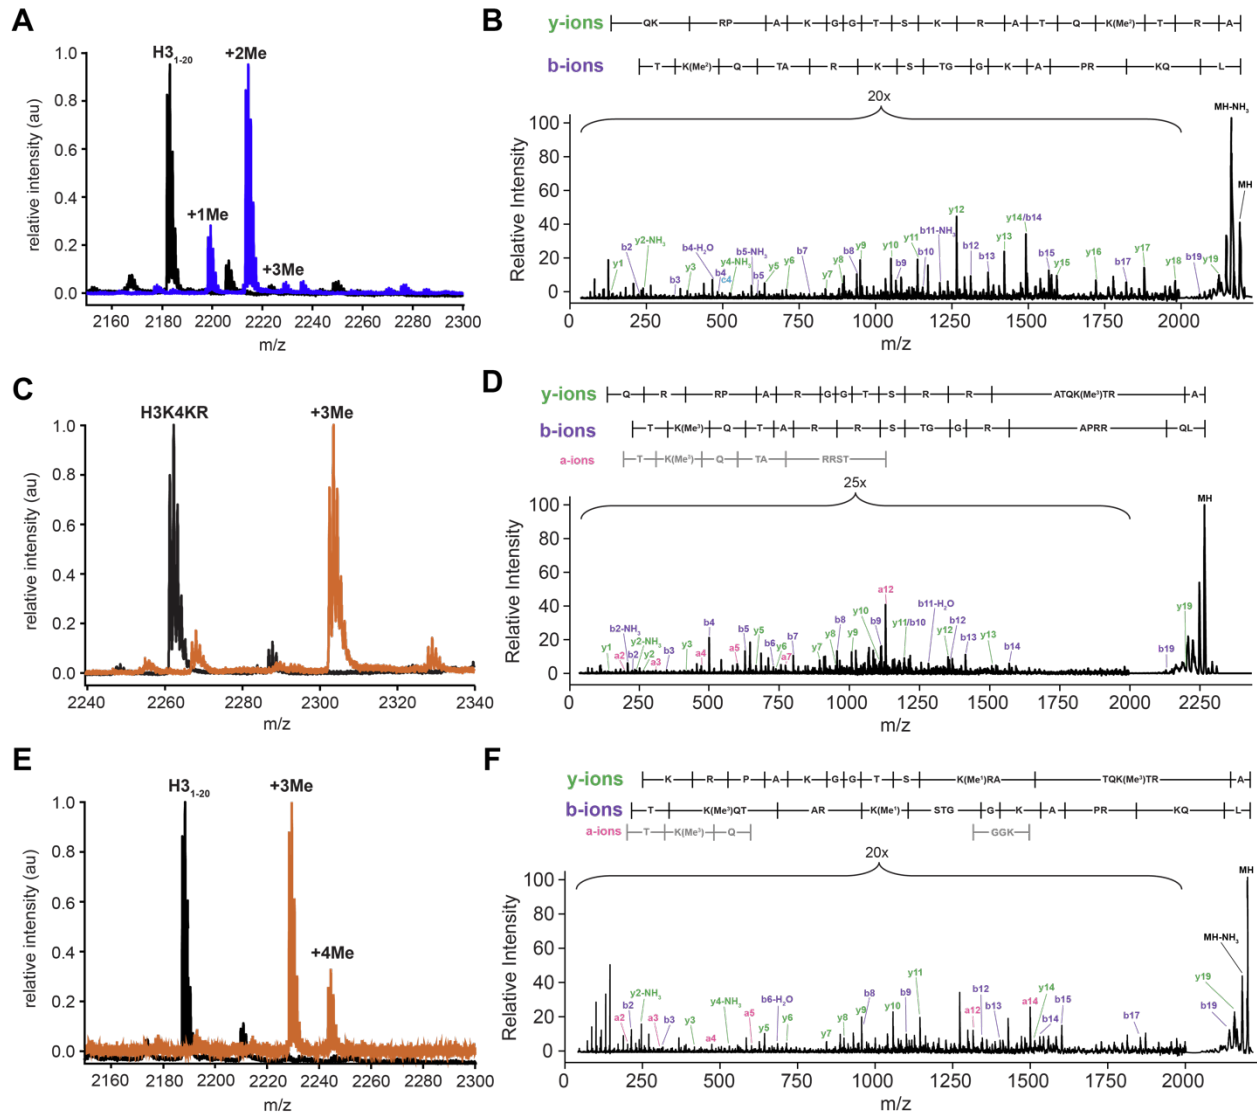 A
H3₁₋₂₀
+2Me
+1Me
+3Me
relative intensity (au)
1.0
0.8
0.6
0.4
0.2
0.0
2160 2180 2200 2220 2240 2260 2280 2300
m/z
B
y-ions QK RP A K G G T S K R A T Q K(Me²) T R A
b-ions T K(Me²) Q TA R K S TG G K A PR KQ L
20x
MH-NH₃
MH
Relative Intensity
100
80
60
40
20
0
y1 b2 y2-NH₃ b3 y3 b4-H₂O b4 c4 y4-NH₃ b5-NH₃ b5 y5 y6 b7 y7 y8 b8 y9 y10 b9 y11 b10 b11-NH₃ y12 b12 b13 y13 y14/b14 b15 y15 y16 b17 y17 y18 b19 y19
0 250 500 750 1000 1250 1500 1750 2000
m/z
C
H3K4KR
+3Me
relative intensity (au)
1.0
0.8
0.6
0.4
0.2
0.0
2240 2260 2280 2300 2320 2340
m/z
D
y-ions Q R RP A R G G T S R R ATQK(Me³)TR A
b-ions T K(Me³) Q T A R R S TG G R APRR QL
a-ions T K(Me³) Q TA RRST
25x
MH
Relative Intensity
100
80
60
40
20
0
y1 a2 b2-NH₃ b2 y2-NH₃ y2 a3 b3 y3 a4 b4 a5 b5 y5 b6 y6 a7 b7 y7 y8 b8 y9 y10 b9 a12 y11/b10 b11-H₂O y12 b12 b13 y13 b14 b19 y19
0 250 500 750 1000 1250 1500 1750 2000 2250
m/z
E
H3₁₋₂₀
+3Me
+4Me
relative intensity (au)
1.0
0.8
0.6
0.4
0.2
0.0
2160 2180 2200 2220 2240 2260 2280 2300
m/z
F
y-ions K R P A K G G T S K(Me¹)RA TQK(Me³)TR A
b-ions T K(Me³)QT AR K(Me¹) STG G K A PR KQ L
a-ions T K(Me³) Q GGK
20x
MH
MH-NH₃
Relative Intensity
100
80
60
40
20
0
y1 a2 b2 y2-NH₃ a3 b3 y3 a4 y4-NH₃ a5 y5 b6-H₂O y6 y7 y8 y9 b8 y10 b9 y11 a12 b12 b13 a14 y14 b14 b15 b17 b19 y19
0 250 500 750 1000 1250 1500 1750 2000
m/z